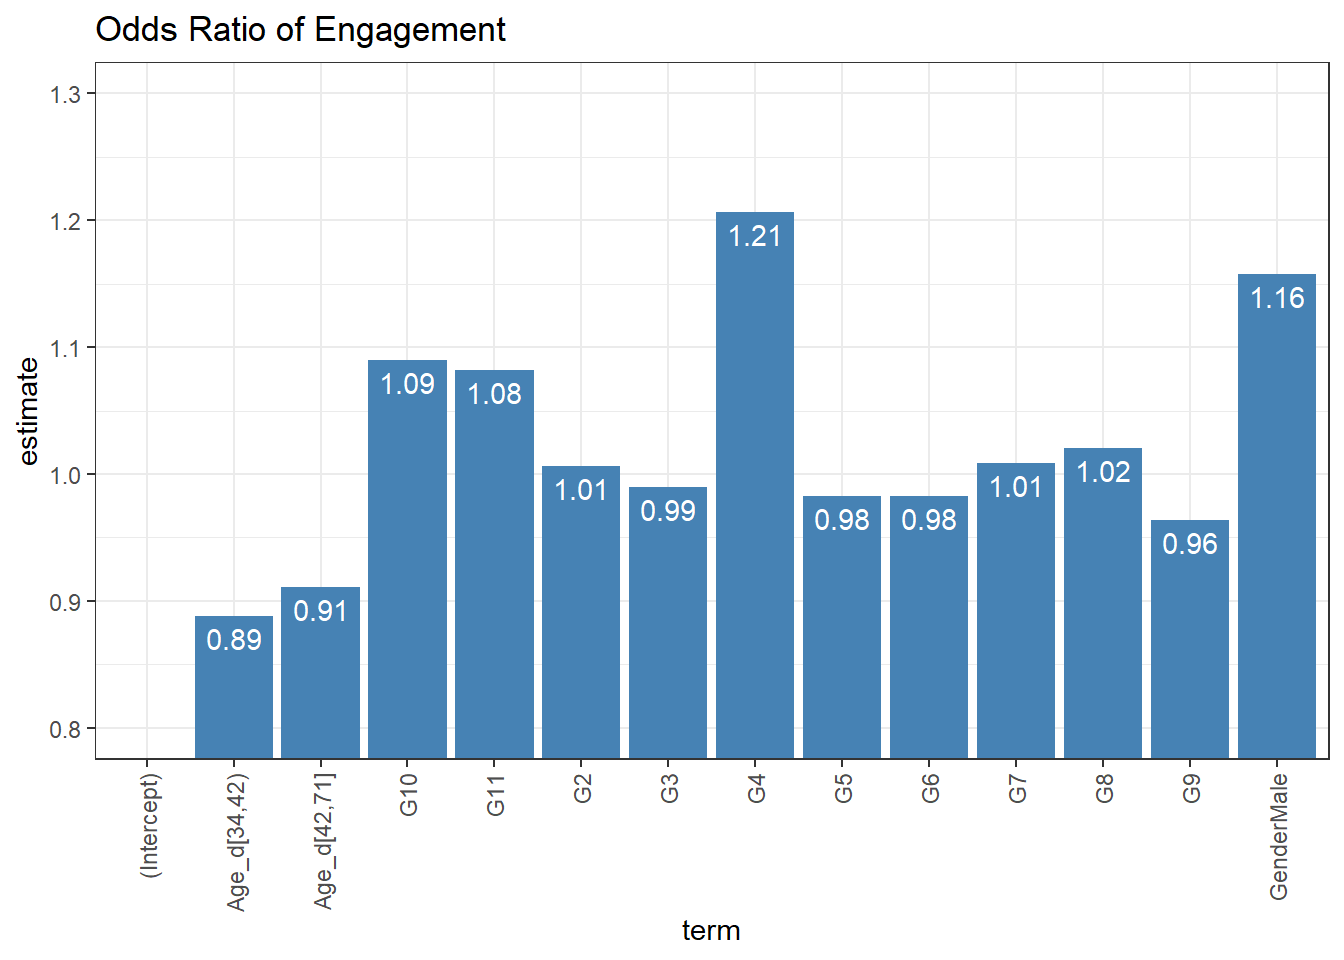 Odds Ratio of Engagement
estimate
1.3
1.2
1.1
1.0
0.9
0.8
0.89
0.91
1.09
1.08
1.01
0.99
1.21
0.98
0.98
1.01
1.02
0.96
1.16
(Intercept)
Age_d[34,42)
Age_d[42,71]
G10
G11
G2
G3
G4
G5
G6
G7
G8
G9
GenderMale
term